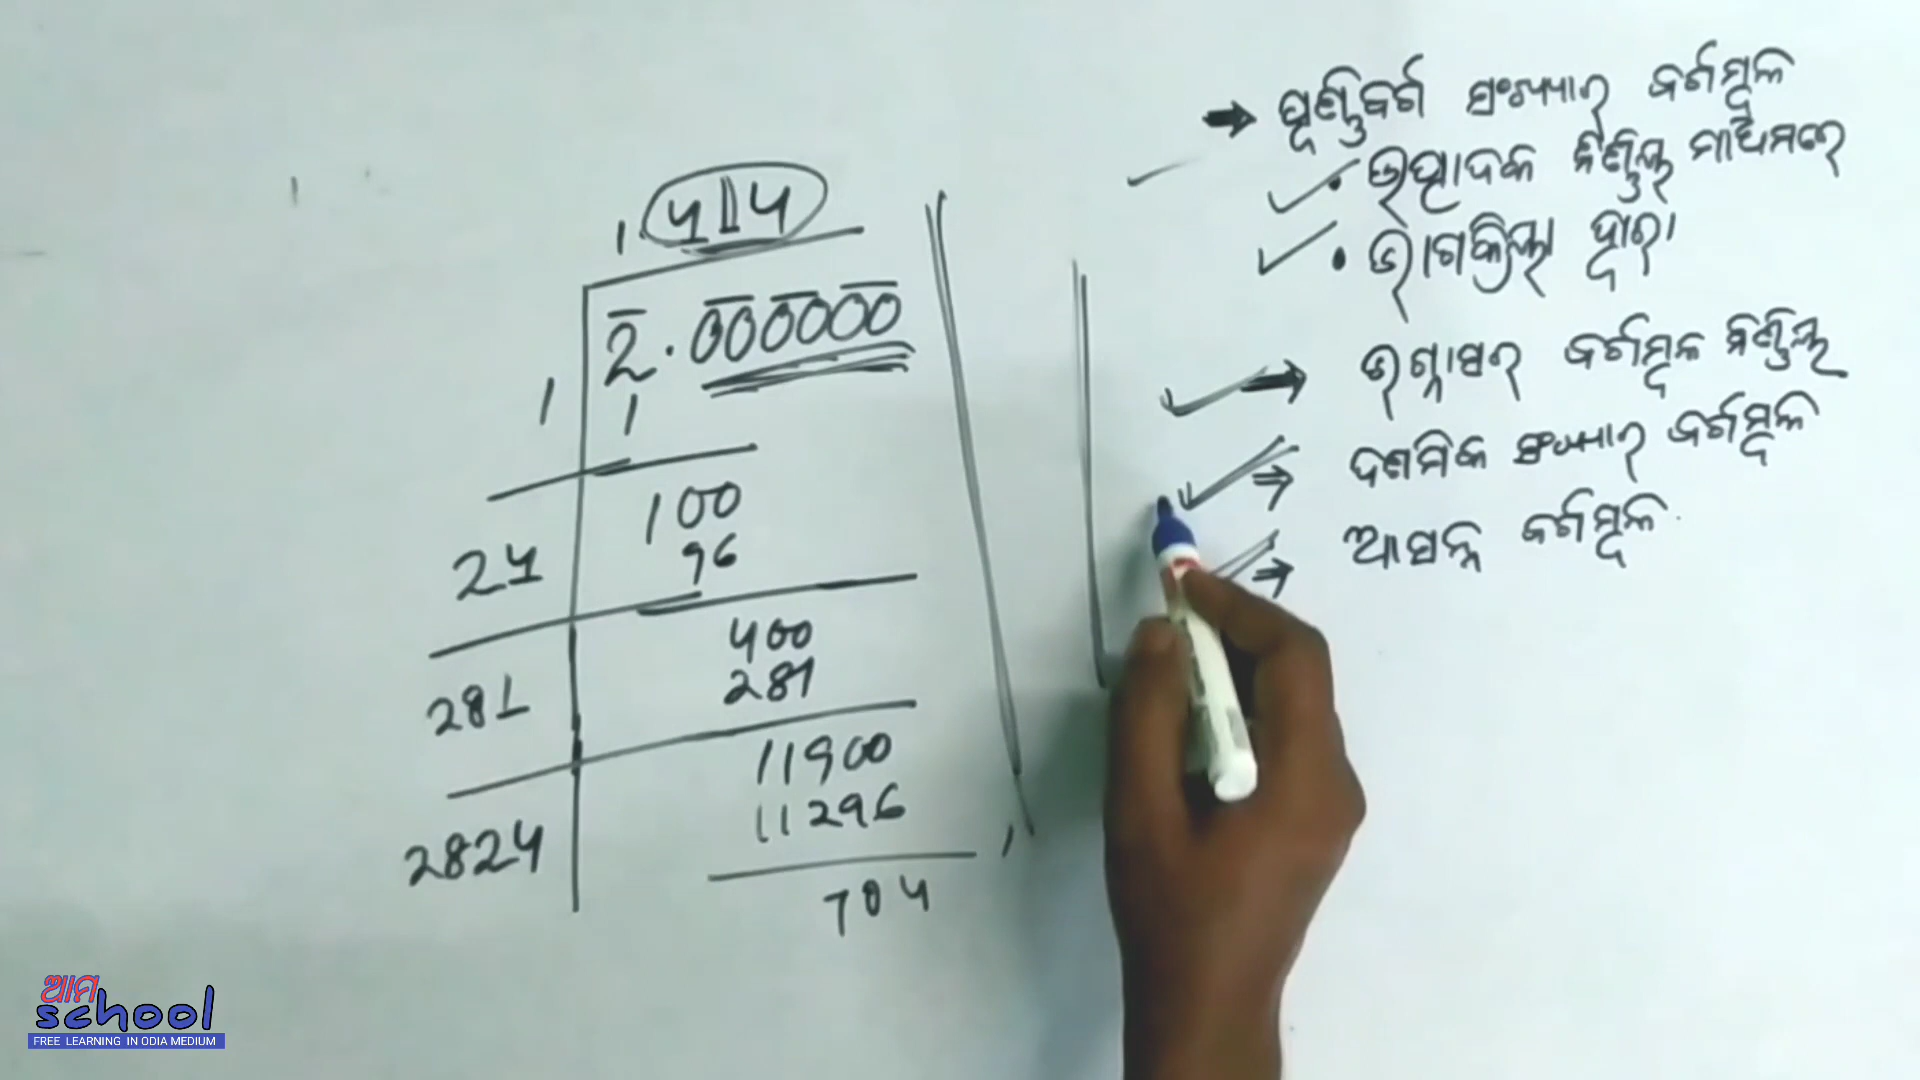 1.414
2.000000
1
1
100
24
96
400
281
281
11900
2824
11296
704
→ ପୂର୍ଣ୍ଣବର୍ଗ ସଂଖ୍ୟାର ବର୍ଗମୂଳ
• ଉତ୍ପାଦକ ନିର୍ଣ୍ଣୟ ମାଧ୍ୟମରେ
• ଭାଗକ୍ରିୟା ଦ୍ୱାରା
→ ଭଗ୍ନାଂଶର ବର୍ଗମୂଳ ନିର୍ଣ୍ଣୟ
⇒ ଦଶମିକ ସଂଖ୍ୟାର ବର୍ଗମୂଳ
⇒ ଆସନ୍ନ ବର୍ଗମୂଳ
ଆମ
school
FREE LEARNING IN ODIA MEDIUM